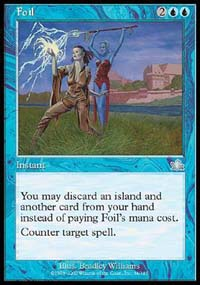 Foil
2
Instant
You may discard an island and
another card from your hand
instead of paying Foil's mana cost.
Counter target spell.
Illus. Bradley Williams